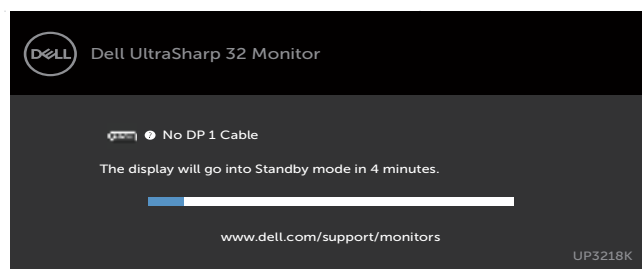 DELL Dell UltraSharp 32 Monitor
? No DP 1 Cable
The display will go into Standby mode in 4 minutes.
www.dell.com/support/monitors
UP3218K